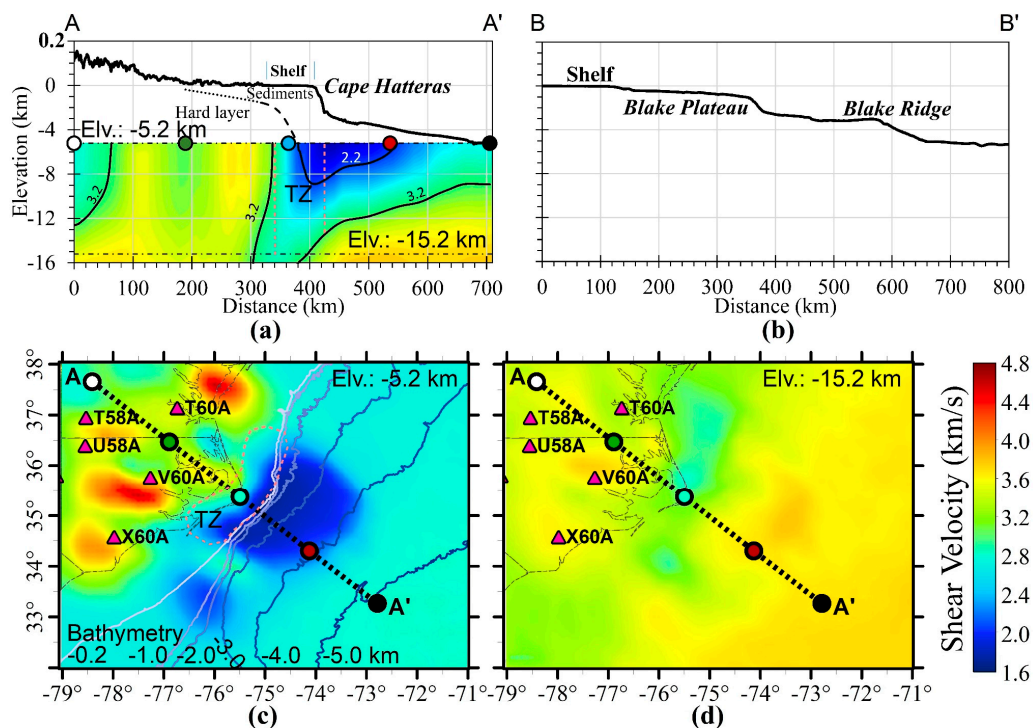 A A'
0.2
0
-4
-8
-12
-16
Elevation (km)
Shelf
Cape Hatteras
Sediments
Hard layer
Elv.: -5.2 km
2.2
3.2
3.2
3.2
TZ
Elv.: -15.2 km
0 100 200 300 400 500 600 700
Distance (km)
(a)
B B'
Shelf
Blake Plateau
Blake Ridge
0 100 200 300 400 500 600 700 800
Distance (km)
(b)
38°
37°
36°
35°
34°
33°
A
Elv.: -5.2 km
T58A
T60A
U58A
V60A
X60A
TZ
A'
Bathymetry
-0.2 -1.0 -2.0 -3.0 -4.0 -5.0 km
-79° -78° -77° -76° -75° -74° -73° -72° -71°
(c)
A
Elv.: -15.2 km
T58A
T60A
U58A
V60A
X60A
A'
-79° -78° -77° -76° -75° -74° -73° -72° -71°
(d)
Shear Velocity (km/s)
4.8
4.4
4.0
3.6
3.2
2.8
2.4
2.0
1.6